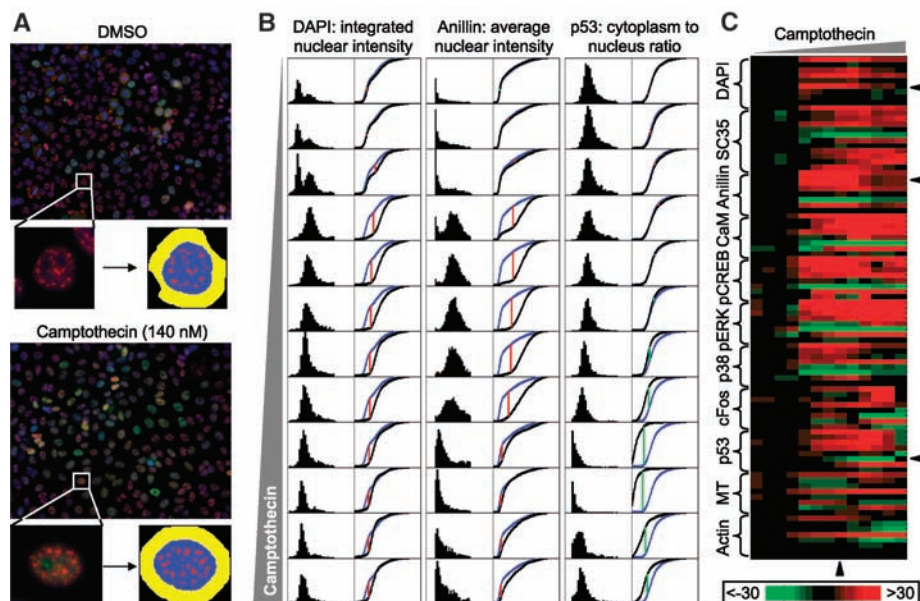 A
DMSO
Camptothecin (140 nM)
B
DAPI: integrated
nuclear intensity
Anillin: average
nuclear intensity
p53: cytoplasm to
nucleus ratio
Camptothecin
C
Camptothecin
DAPI
SC35
Anillin
CaM
pCREB
pERK
p38
cFos
p53
MT
Actin
<-30
>30